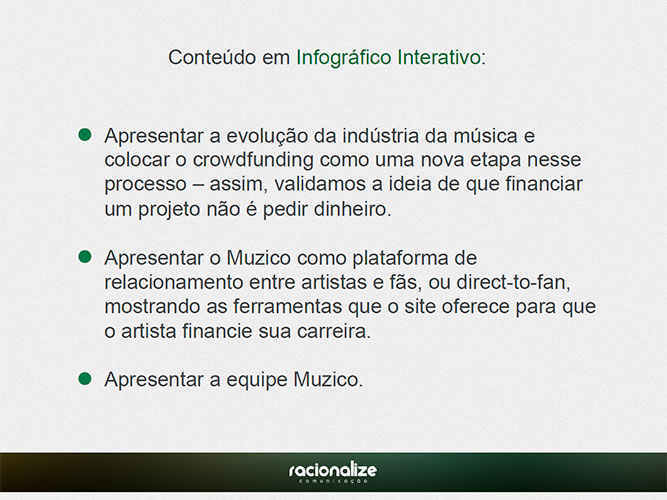 Conteúdo em Infográfico Interativo:
● Apresentar a evolução da indústria da música e
colocar o crowdfunding como uma nova etapa nesse
processo – assim, validamos a ideia de que financiar
um projeto não é pedir dinheiro.
● Apresentar o Muzico como plataforma de
relacionamento entre artistas e fãs, ou direct-to-fan,
mostrando as ferramentas que o site oferece para que
o artista financie sua carreira.
● Apresentar a equipe Muzico.
racionalize
comunicação